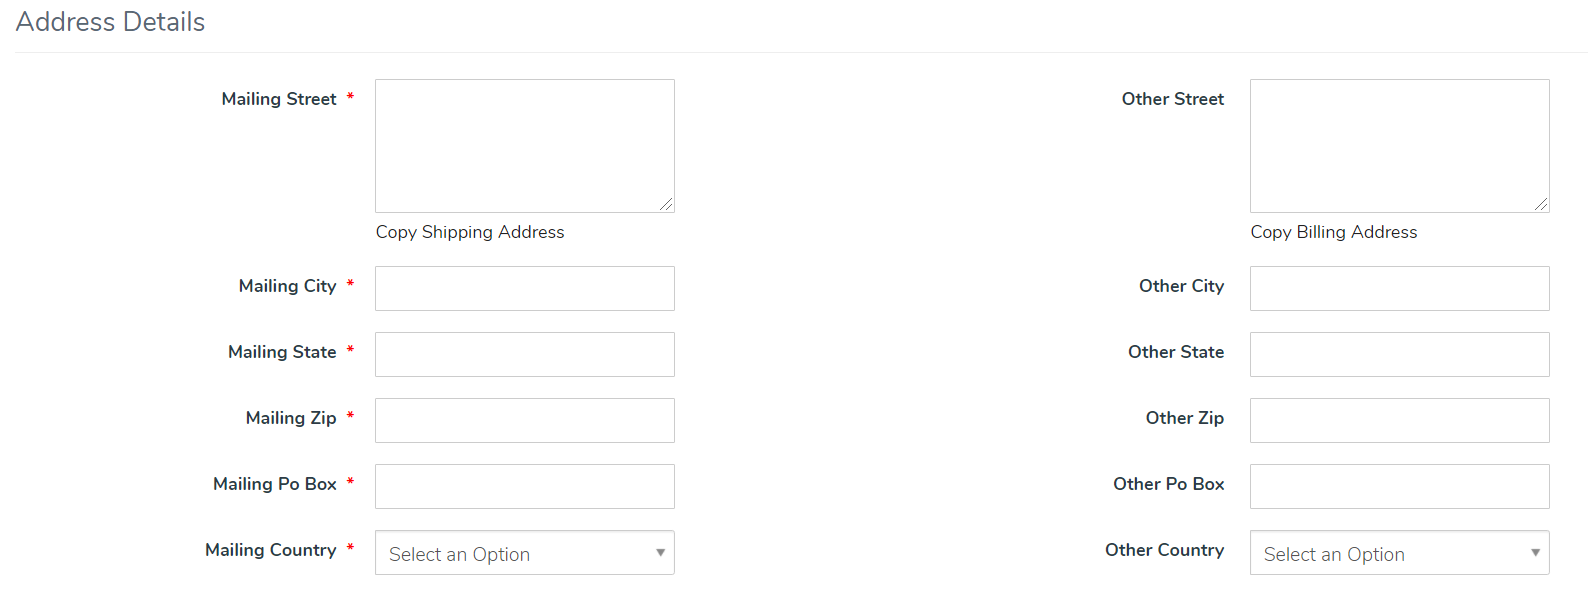 Address Details
Mailing Street * Other Street
Copy Shipping Address Copy Billing Address
Mailing City * Other City
Mailing State * Other State
Mailing Zip * Other Zip
Mailing Po Box * Other Po Box
Mailing Country * Select an Option Other Country Select an Option